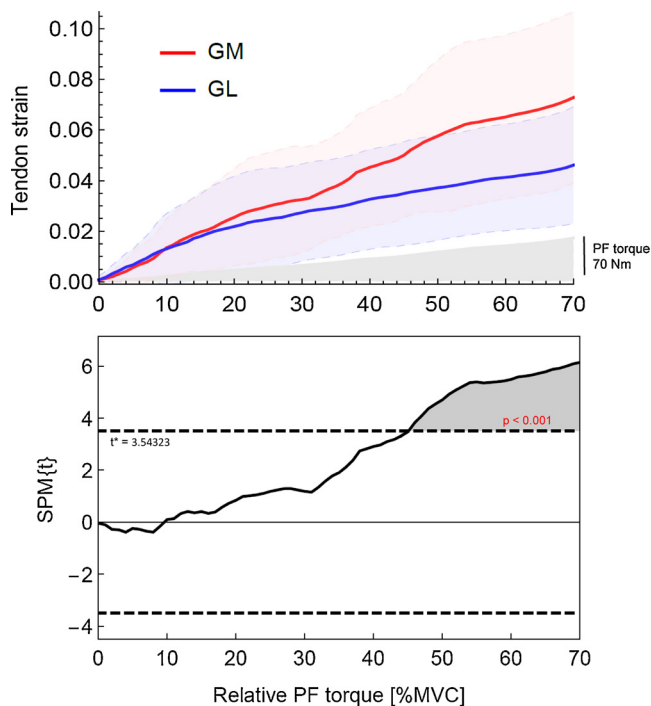 0.10
0.08
0.06
0.04
0.02
0.00
Tendon strain
GM
GL
PF torque
70 Nm
0 10 20 30 40 50 60 70
6
4
2
0
−2
−4
SPM{t}
t* = 3.54323
p < 0.001
0 10 20 30 40 50 60 70
Relative PF torque [%MVC]